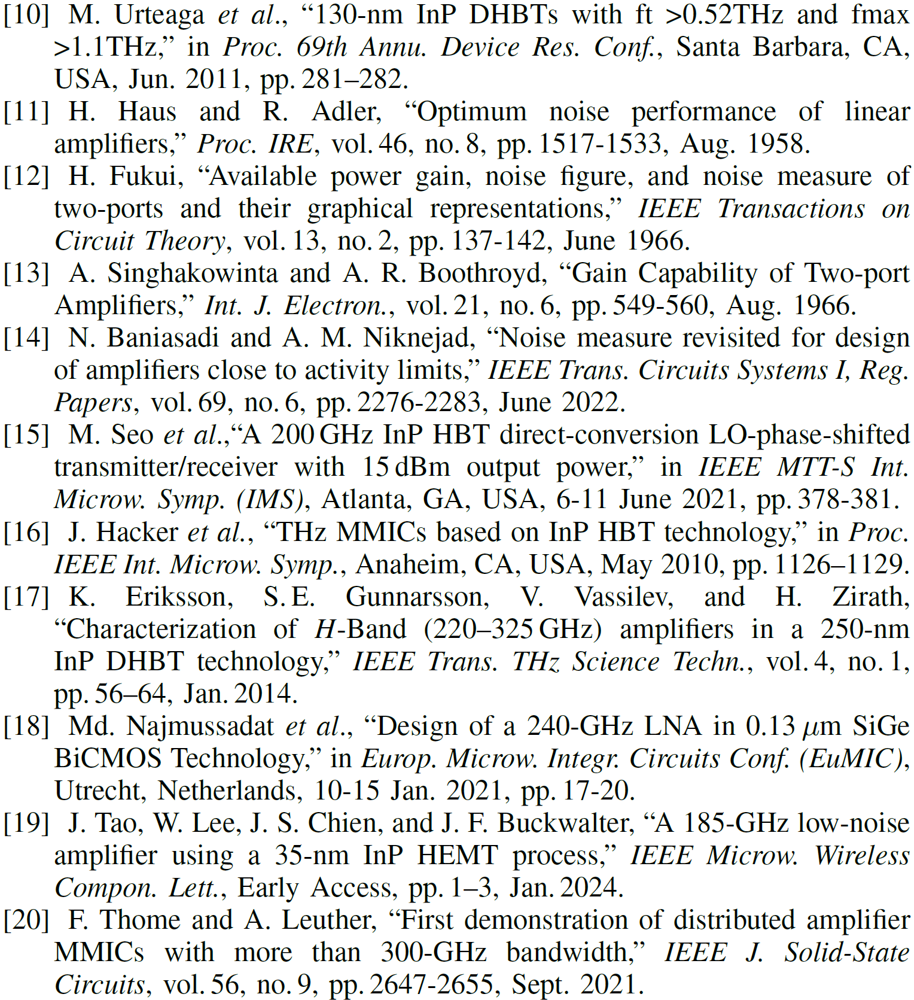 [10] M. Urteaga et al., “130-nm InP DHBTs with ft >0.52THz and fmax
>1.1THz,” in Proc. 69th Annu. Device Res. Conf., Santa Barbara, CA,
USA, Jun. 2011, pp. 281–282.
[11] H. Haus and R. Adler, “Optimum noise performance of linear
amplifiers,” Proc. IRE, vol. 46, no. 8, pp. 1517-1533, Aug. 1958.
[12] H. Fukui, “Available power gain, noise figure, and noise measure of
two-ports and their graphical representations,” IEEE Transactions on
Circuit Theory, vol. 13, no. 2, pp. 137-142, June 1966.
[13] A. Singhakowinta and A. R. Boothroyd, “Gain Capability of Two-port
Amplifiers,” Int. J. Electron., vol. 21, no. 6, pp. 549-560, Aug. 1966.
[14] N. Baniasadi and A. M. Niknejad, “Noise measure revisited for design
of amplifiers close to activity limits,” IEEE Trans. Circuits Systems I, Reg.
Papers, vol. 69, no. 6, pp. 2276-2283, June 2022.
[15] M. Seo et al.,“A 200 GHz InP HBT direct-conversion LO-phase-shifted
transmitter/receiver with 15 dBm output power,” in IEEE MTT-S Int.
Microw. Symp. (IMS), Atlanta, GA, USA, 6-11 June 2021, pp. 378-381.
[16] J. Hacker et al., “THz MMICs based on InP HBT technology,” in Proc.
IEEE Int. Microw. Symp., Anaheim, CA, USA, May 2010, pp. 1126–1129.
[17] K. Eriksson, S. E. Gunnarsson, V. Vassilev, and H. Zirath,
“Characterization of H-Band (220–325 GHz) amplifiers in a 250-nm
InP DHBT technology,” IEEE Trans. THz Science Techn., vol. 4, no. 1,
pp. 56–64, Jan. 2014.
[18] Md. Najmussadat et al., “Design of a 240-GHz LNA in 0.13 μm SiGe
BiCMOS Technology,” in Europ. Microw. Integr. Circuits Conf. (EuMIC),
Utrecht, Netherlands, 10-15 Jan. 2021, pp. 17-20.
[19] J. Tao, W. Lee, J. S. Chien, and J. F. Buckwalter, “A 185-GHz low-noise
amplifier using a 35-nm InP HEMT process,” IEEE Microw. Wireless
Compon. Lett., Early Access, pp. 1–3, Jan. 2024.
[20] F. Thome and A. Leuther, “First demonstration of distributed amplifier
MMICs with more than 300-GHz bandwidth,” IEEE J. Solid-State
Circuits, vol. 56, no. 9, pp. 2647-2655, Sept. 2021.